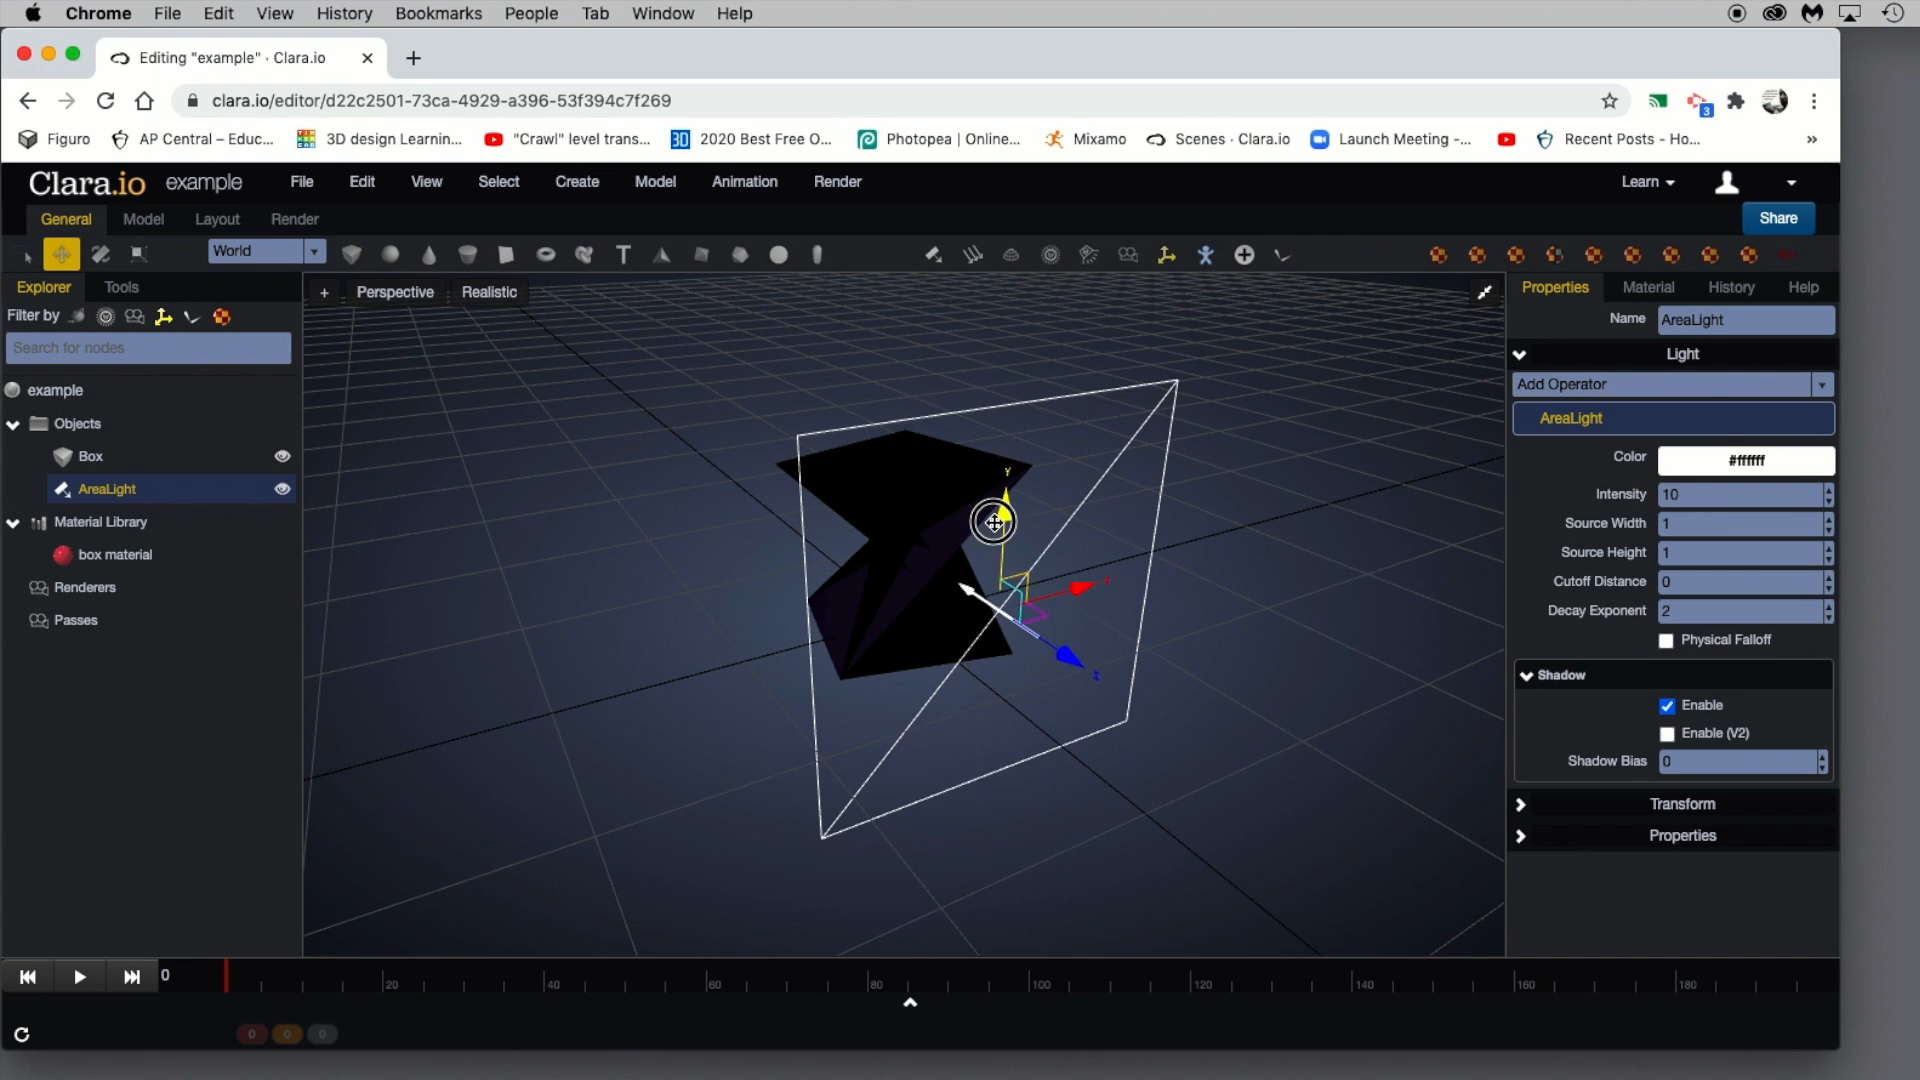 Chrome File Edit View History Bookmarks People Tab Window Help
Editing "example" · Clara.io
clara.io/editor/d22c2501-73ca-4929-a396-53f394c7f269
3
Figuro AP Central – Educ... 3D design Learnin... "Crawl" level trans... 3D 2020 Best Free O... Photopea | Online... Mixamo Scenes · Clara.io Launch Meeting -... Recent Posts - Ho... »
Clara.io example File Edit View Select Create Model Animation Render Learn
General Model Layout Render Share
World T
Explorer Tools
Filter by
Search for nodes
example
Objects
Box
AreaLight
Material Library
box material
Renderers
Passes
+ Perspective Realistic
Y
Properties Material History Help
Name AreaLight
Light
Add Operator
AreaLight
Color #ffffff
Intensity 10
Source Width 1
Source Height 1
Cutoff Distance 0
Decay Exponent 2
Physical Falloff
Shadow
Enable
Enable (V2)
Shadow Bias 0
Transform
Properties
0 20 40 60 80 100 120 140 160 180
0 0 0